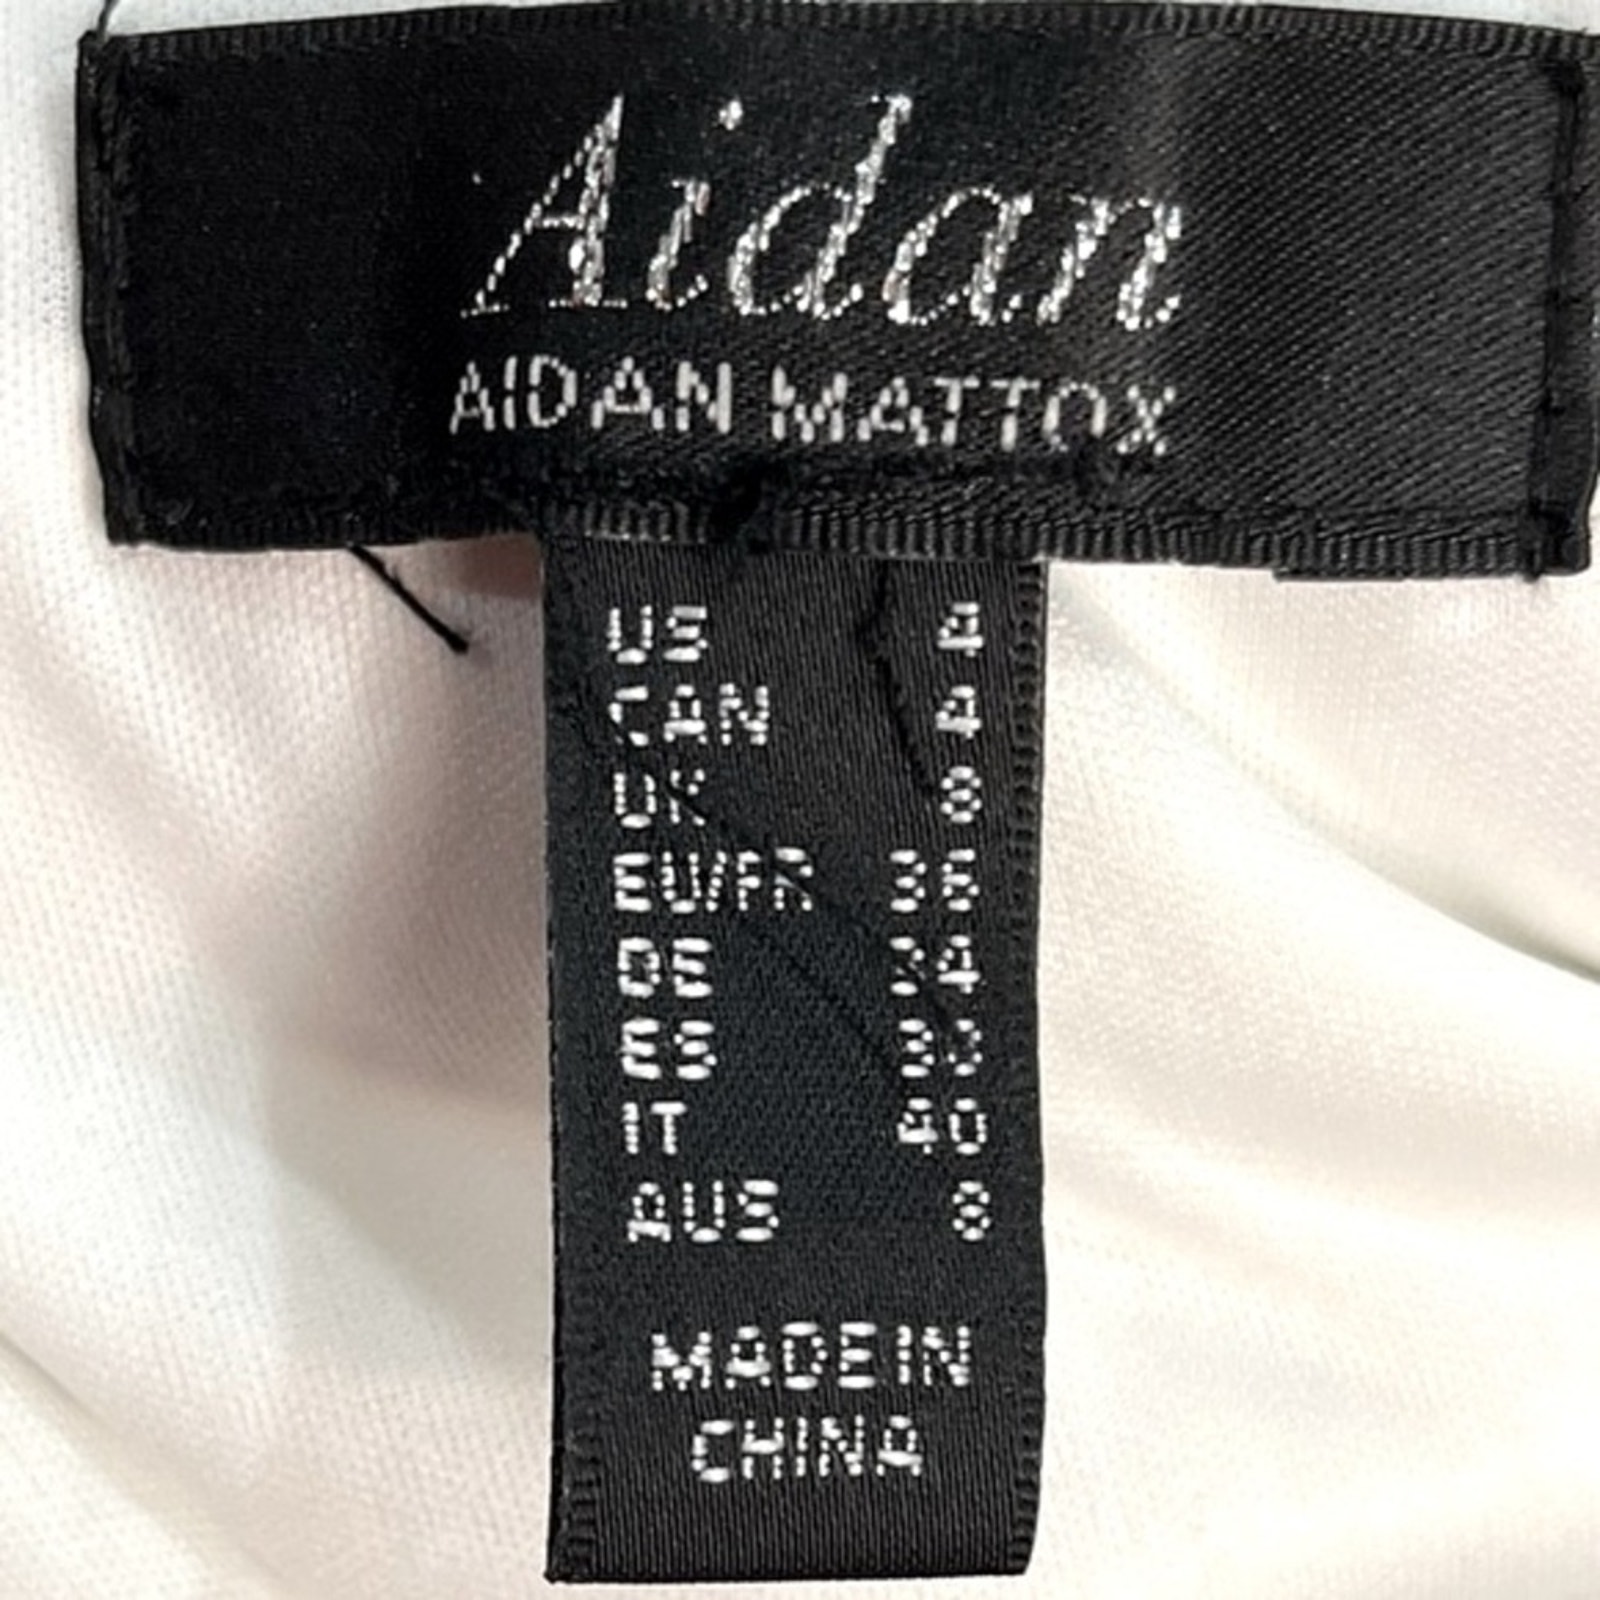 Aidan
AIDAN MATTOX
US 4
CAN 4
UK 8
EU/FR 36
DE 34
ES
IT 40
AUS 8
MADE IN
CHINA